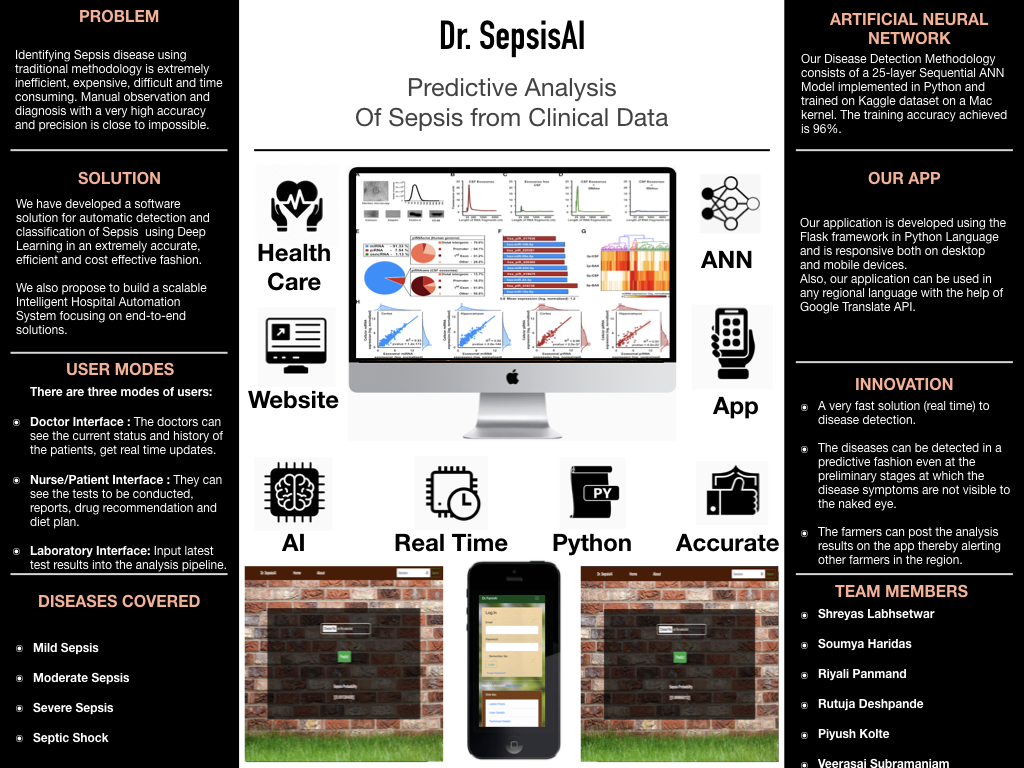 PROBLEM
Identifying Sepsis disease using
traditional methodology is extremely
inefficient, expensive, difficult and time
consuming. Manual observation and
diagnosis with a very high accuracy
and precision is close to impossible.
SOLUTION
We have developed a software
solution for automatic detection and
classification of Sepsis using Deep
Learning in an extremely accurate,
efficient and cost effective fashion.
We also propose to build a scalable
Intelligent Hospital Automation
System focusing on end-to-end
solutions.
USER MODES
There are three modes of users:
Doctor Interface : The doctors can
see the current status and history of
the patients, get real time updates.
Nurse/Patient Interface : They can
see the tests to be conducted,
reports, drug recommendation and
diet plan.
Laboratory Interface: Input latest
test results into the analysis pipeline.
DISEASES COVERED
Mild Sepsis
Moderate Sepsis
Severe Sepsis
Septic Shock
Dr. SepsisAI
Predictive Analysis
Of Sepsis from Clinical Data
Health
Care
Website
ANN
App
AI
Real Time
Python
PY
Accurate
Home
About
Log In
Email
Password
Sepsis Probability
Home
About
Sepsis Probability
ARTIFICIAL NEURAL
NETWORK
Our Disease Detection Methodology
consists of a 25-layer Sequential ANN
Model implemented in Python and
trained on Kaggle dataset on a Mac
kernel. The training accuracy achieved
is 96%.
OUR APP
Our application is developed using the
Flask framework in Python Language
and is responsive both on desktop
and mobile devices.
Also, our application can be used in
any regional language with the help of
Google Translate API.
INNOVATION
A very fast solution (real time) to
disease detection.
The diseases can be detected in a
predictive fashion even at the
preliminary stages at which the
disease symptoms are not visible to
the naked eye.
The farmers can post the analysis
results on the app thereby alerting
other farmers in the region.
TEAM MEMBERS
Shreyas Labhsetwar
Soumya Haridas
Riyali Panmand
Rutuja Deshpande
Piyush Kolte
Veerasai Subramaniam